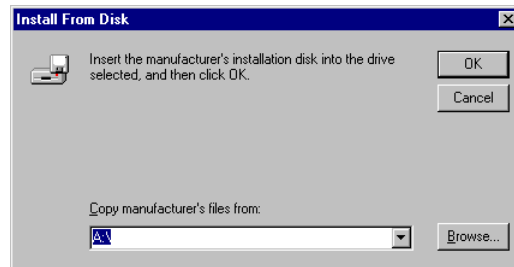 Install From Disk
Insert the manufacturer's installation disk into the drive
selected, and then click OK.
OK
Cancel
Copy manufacturer's files from:
A:\
Browse...